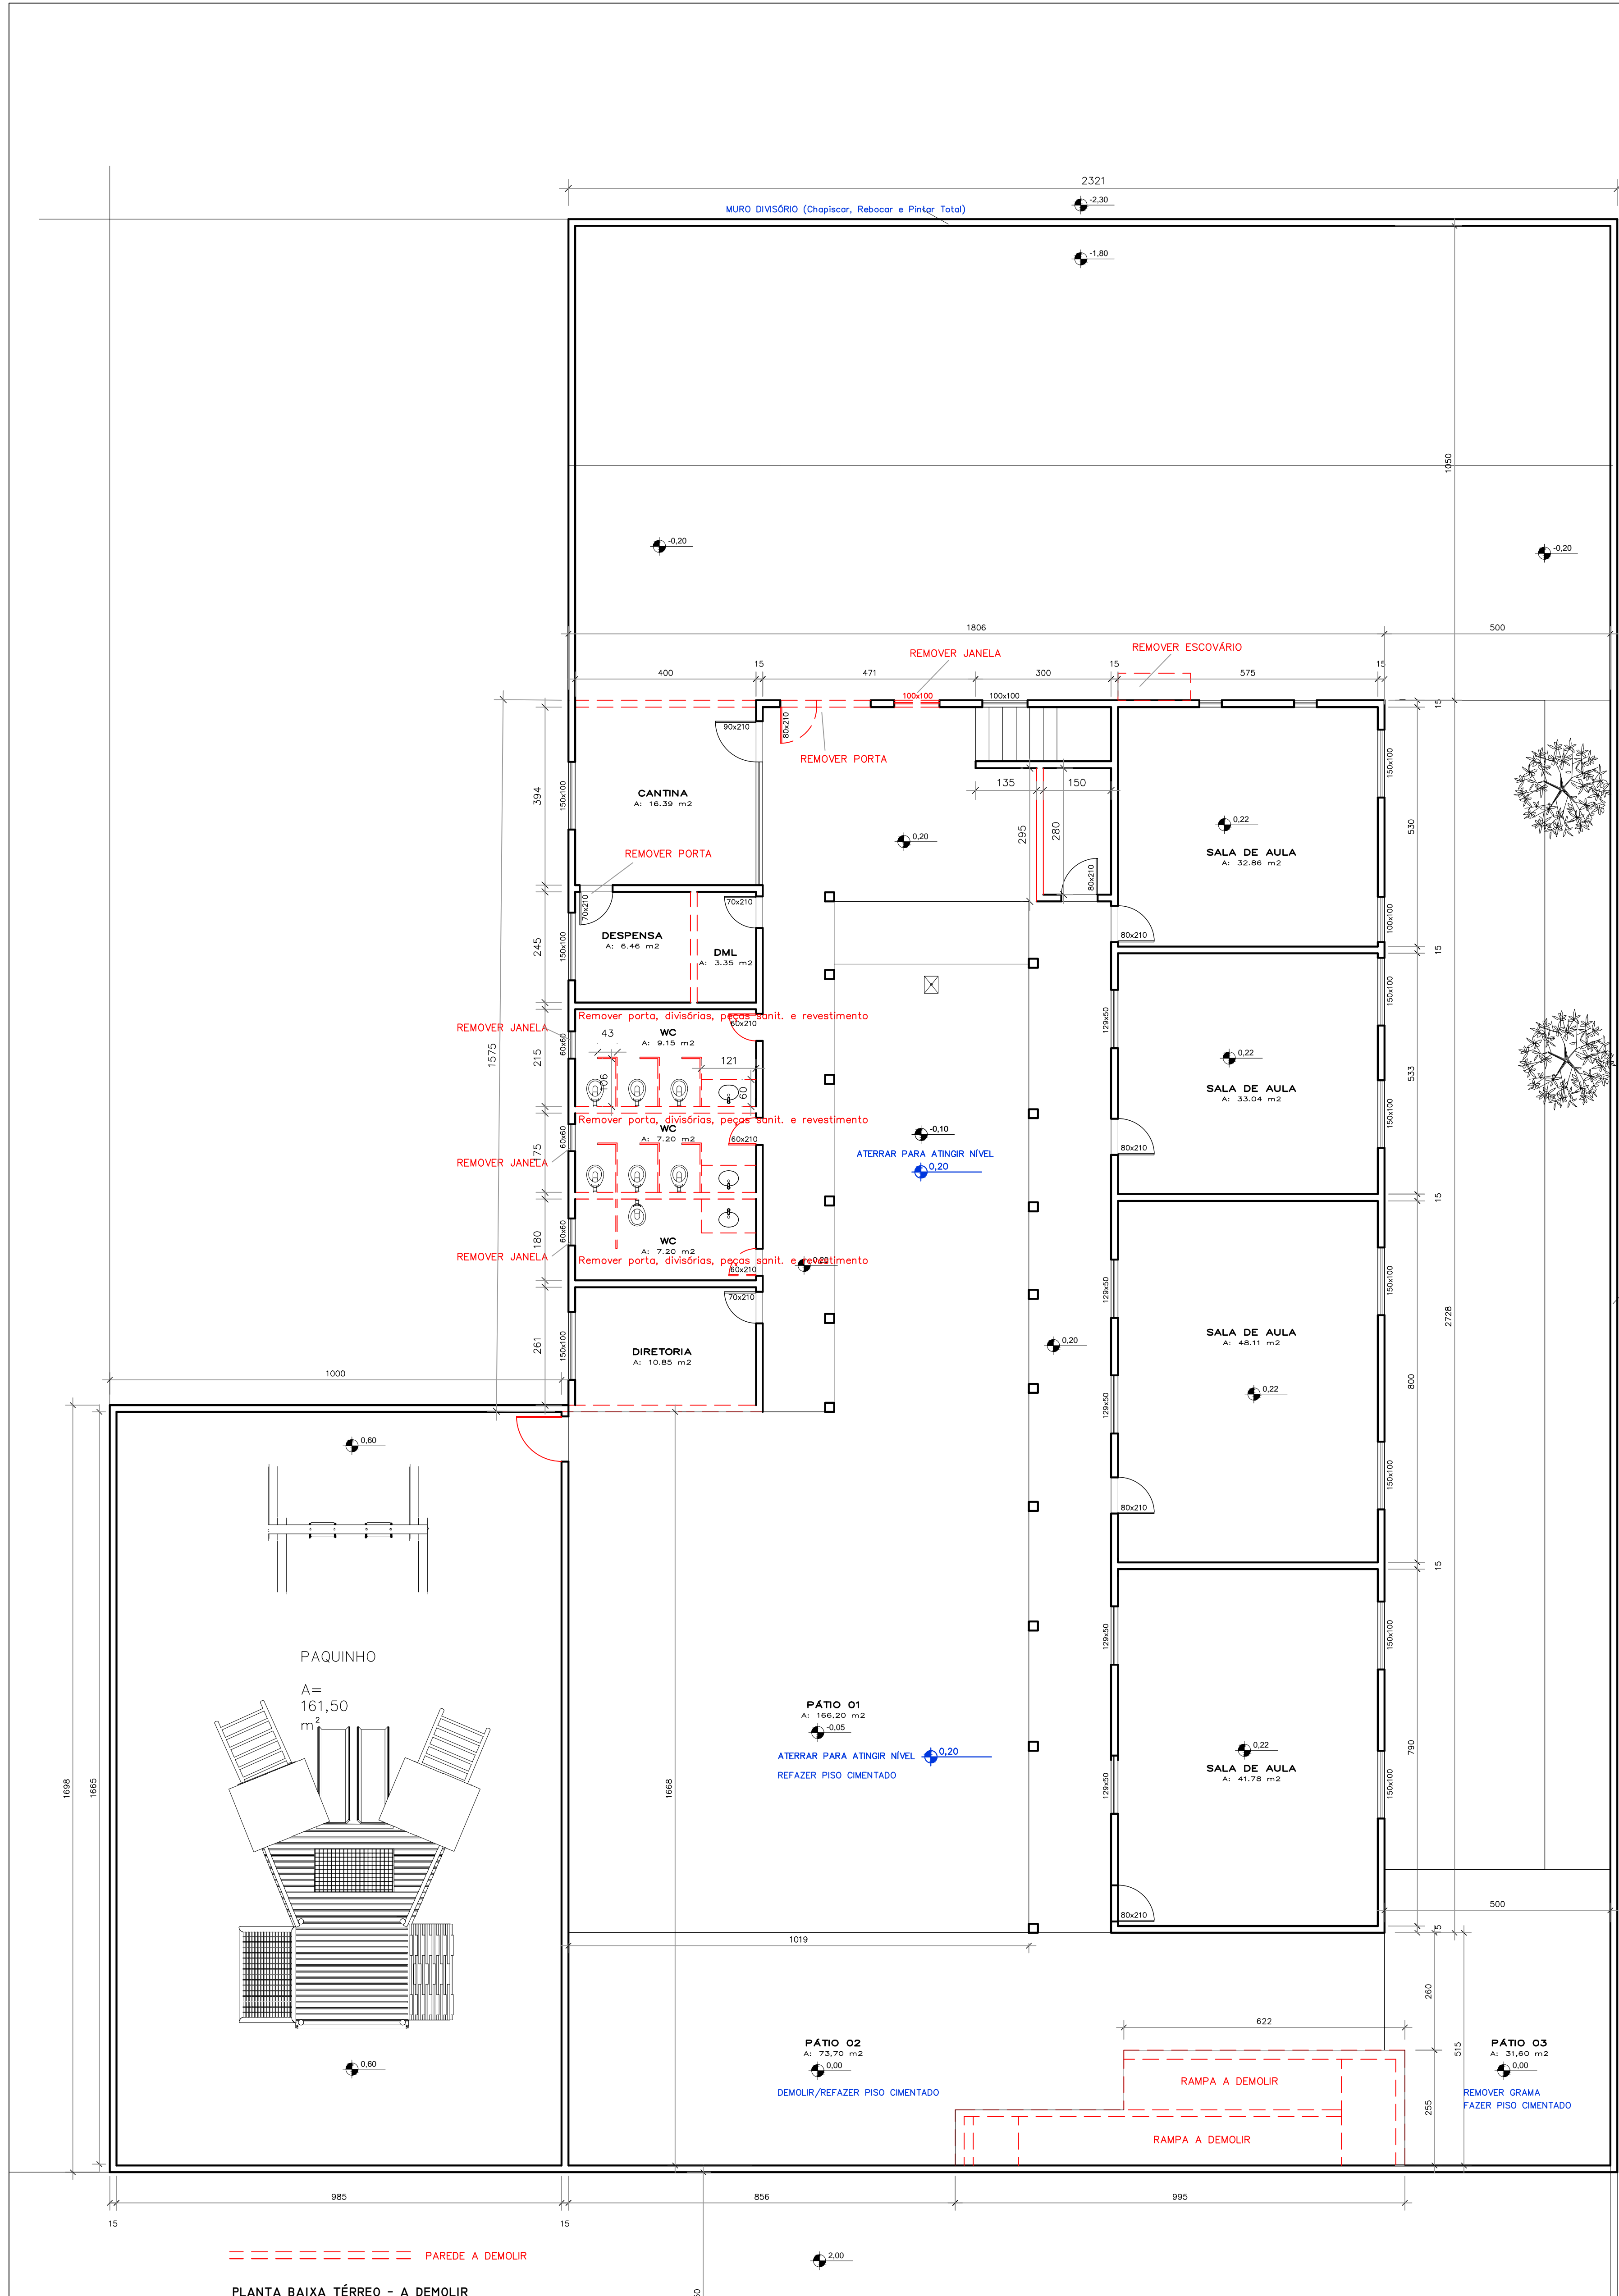 2321
-2,30
MURO DIVISÓRIO (Chapiscar, Rebocar e Pintar Total)
-1,80
1050
-0,20
-0,20
1806
500
REMOVER JANELA
REMOVER ESCOVÁRIO
400
15
471
300
15
575
15
100x100
100x100
15
90x210
80x210
REMOVER PORTA
150x100
135
150
CANTINA
A: 16.39 m2
394
150x100
295
280
0,20
0,22
530
SALA DE AULA
A: 32.86 m2
REMOVER PORTA
80x210
70x210
70x210
100x100
DESPENSA
A: 6.46 m2
DML
A: 3.35 m2
245
150x100
80x210
15
150x100
Remover porta, divisórias, peças sanit. e revestimento
REMOVER JANELA
43
WC
A: 9.15 m2
60x210
129x50
1575
215
60x60
121
106
60
0,22
533
SALA DE AULA
A: 33.04 m2
Remover porta, divisórias, peças sanit. e revestimento
WC
A: 7.20 m2
60x210
-0,10
150x100
175
60x60
ATERRAR PARA ATINGIR NÍVEL
0,20
80x210
REMOVER JANELA
15
180
60x60
WC
A: 7.20 m2
REMOVER JANELA
Remover porta, divisórias, peças sanit. e revestimento
0,20
60x210
129x50
150x100
70x210
2728
261
150x100
DIRETORIA
A: 10.85 m2
0,20
SALA DE AULA
A: 48.11 m2
1000
0,22
800
129x50
0,60
150x100
80x210
15
129x50
150x100
PAQUINHO
A=
161,50
m2
PÁTIO 01
A: 166,20 m2
-0,05
ATERRAR PARA ATINGIR NÍVEL
0,20
REFAZER PISO CIMENTADO
0,22
SALA DE AULA
A: 41.78 m2
790
1698
1665
1668
129x50
150x100
80x210
500
15
1019
260
622
515
PÁTIO 02
A: 73,70 m2
0,00
DEMOLIR/REFAZER PISO CIMENTADO
PÁTIO 03
A: 31,60 m2
0,00
REMOVER GRAMA
FAZER PISO CIMENTADO
0,60
RAMPA A DEMOLIR
255
RAMPA A DEMOLIR
985
856
995
15
15
PAREDE A DEMOLIR
2,00
PLANTA BAIXA TÉRREO - A DEMOLIR